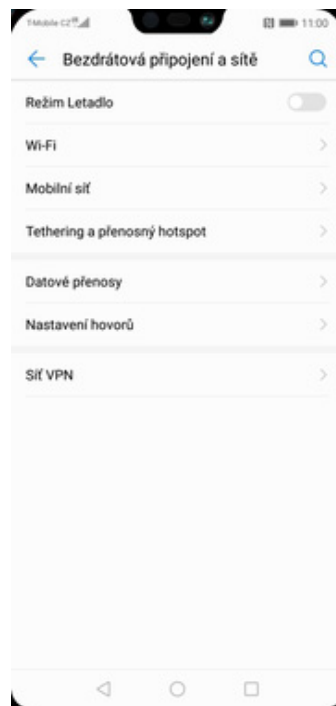 T-Mobile CZ 11:00
Bezdrátová připojení a sítě
Režim Letadlo
Wi-Fi
Mobilní síť
Tethering a přenosný hotspot
Datové přenosy
Nastavení hovorů
Síť VPN